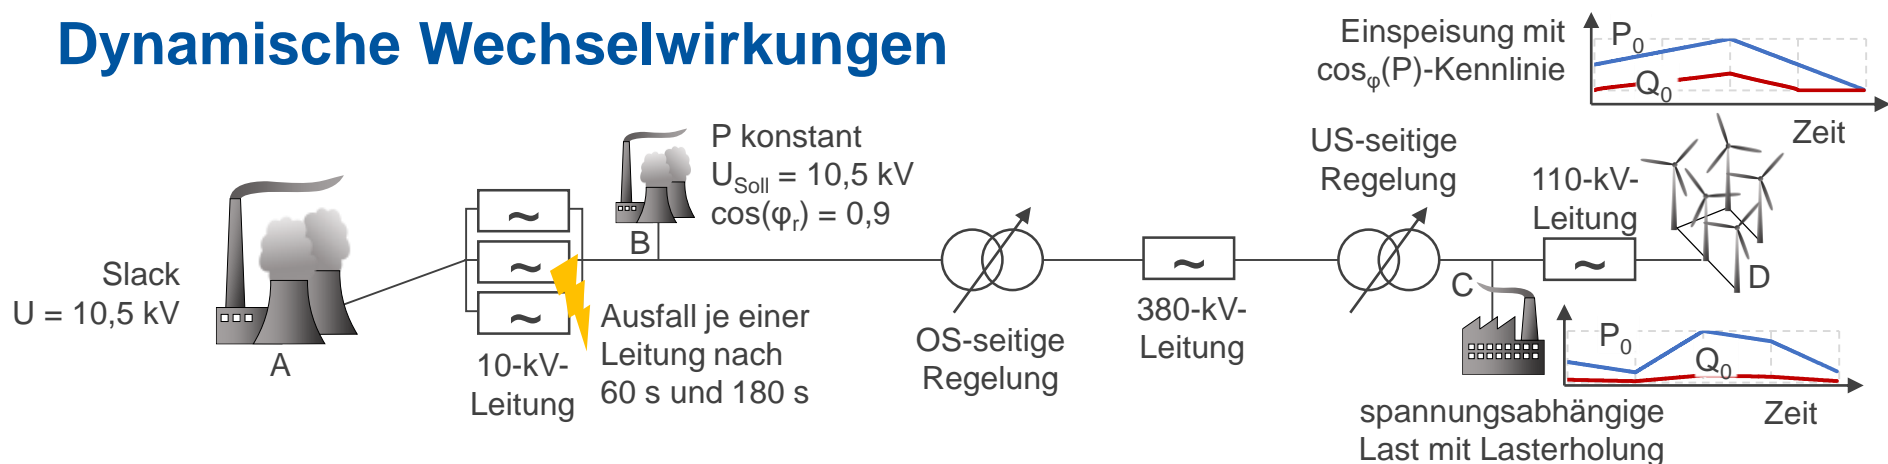 Dynamische Wechselwirkungen
Einspeisung mit
cosφ(P)-Kennlinie
P0
Q0
Zeit
P konstant
USoll = 10,5 kV
cos(φr) = 0,9
B
US-seitige
Regelung
110-kV-
Leitung
D
Slack
U = 10,5 kV
A
~
~
~
10-kV-
Leitung
Ausfall je einer
Leitung nach
60 s und 180 s
OS-seitige
Regelung
~
380-kV-
Leitung
~
C
P0
Q0
Zeit
spannungsabhängige
Last mit Lasterholung